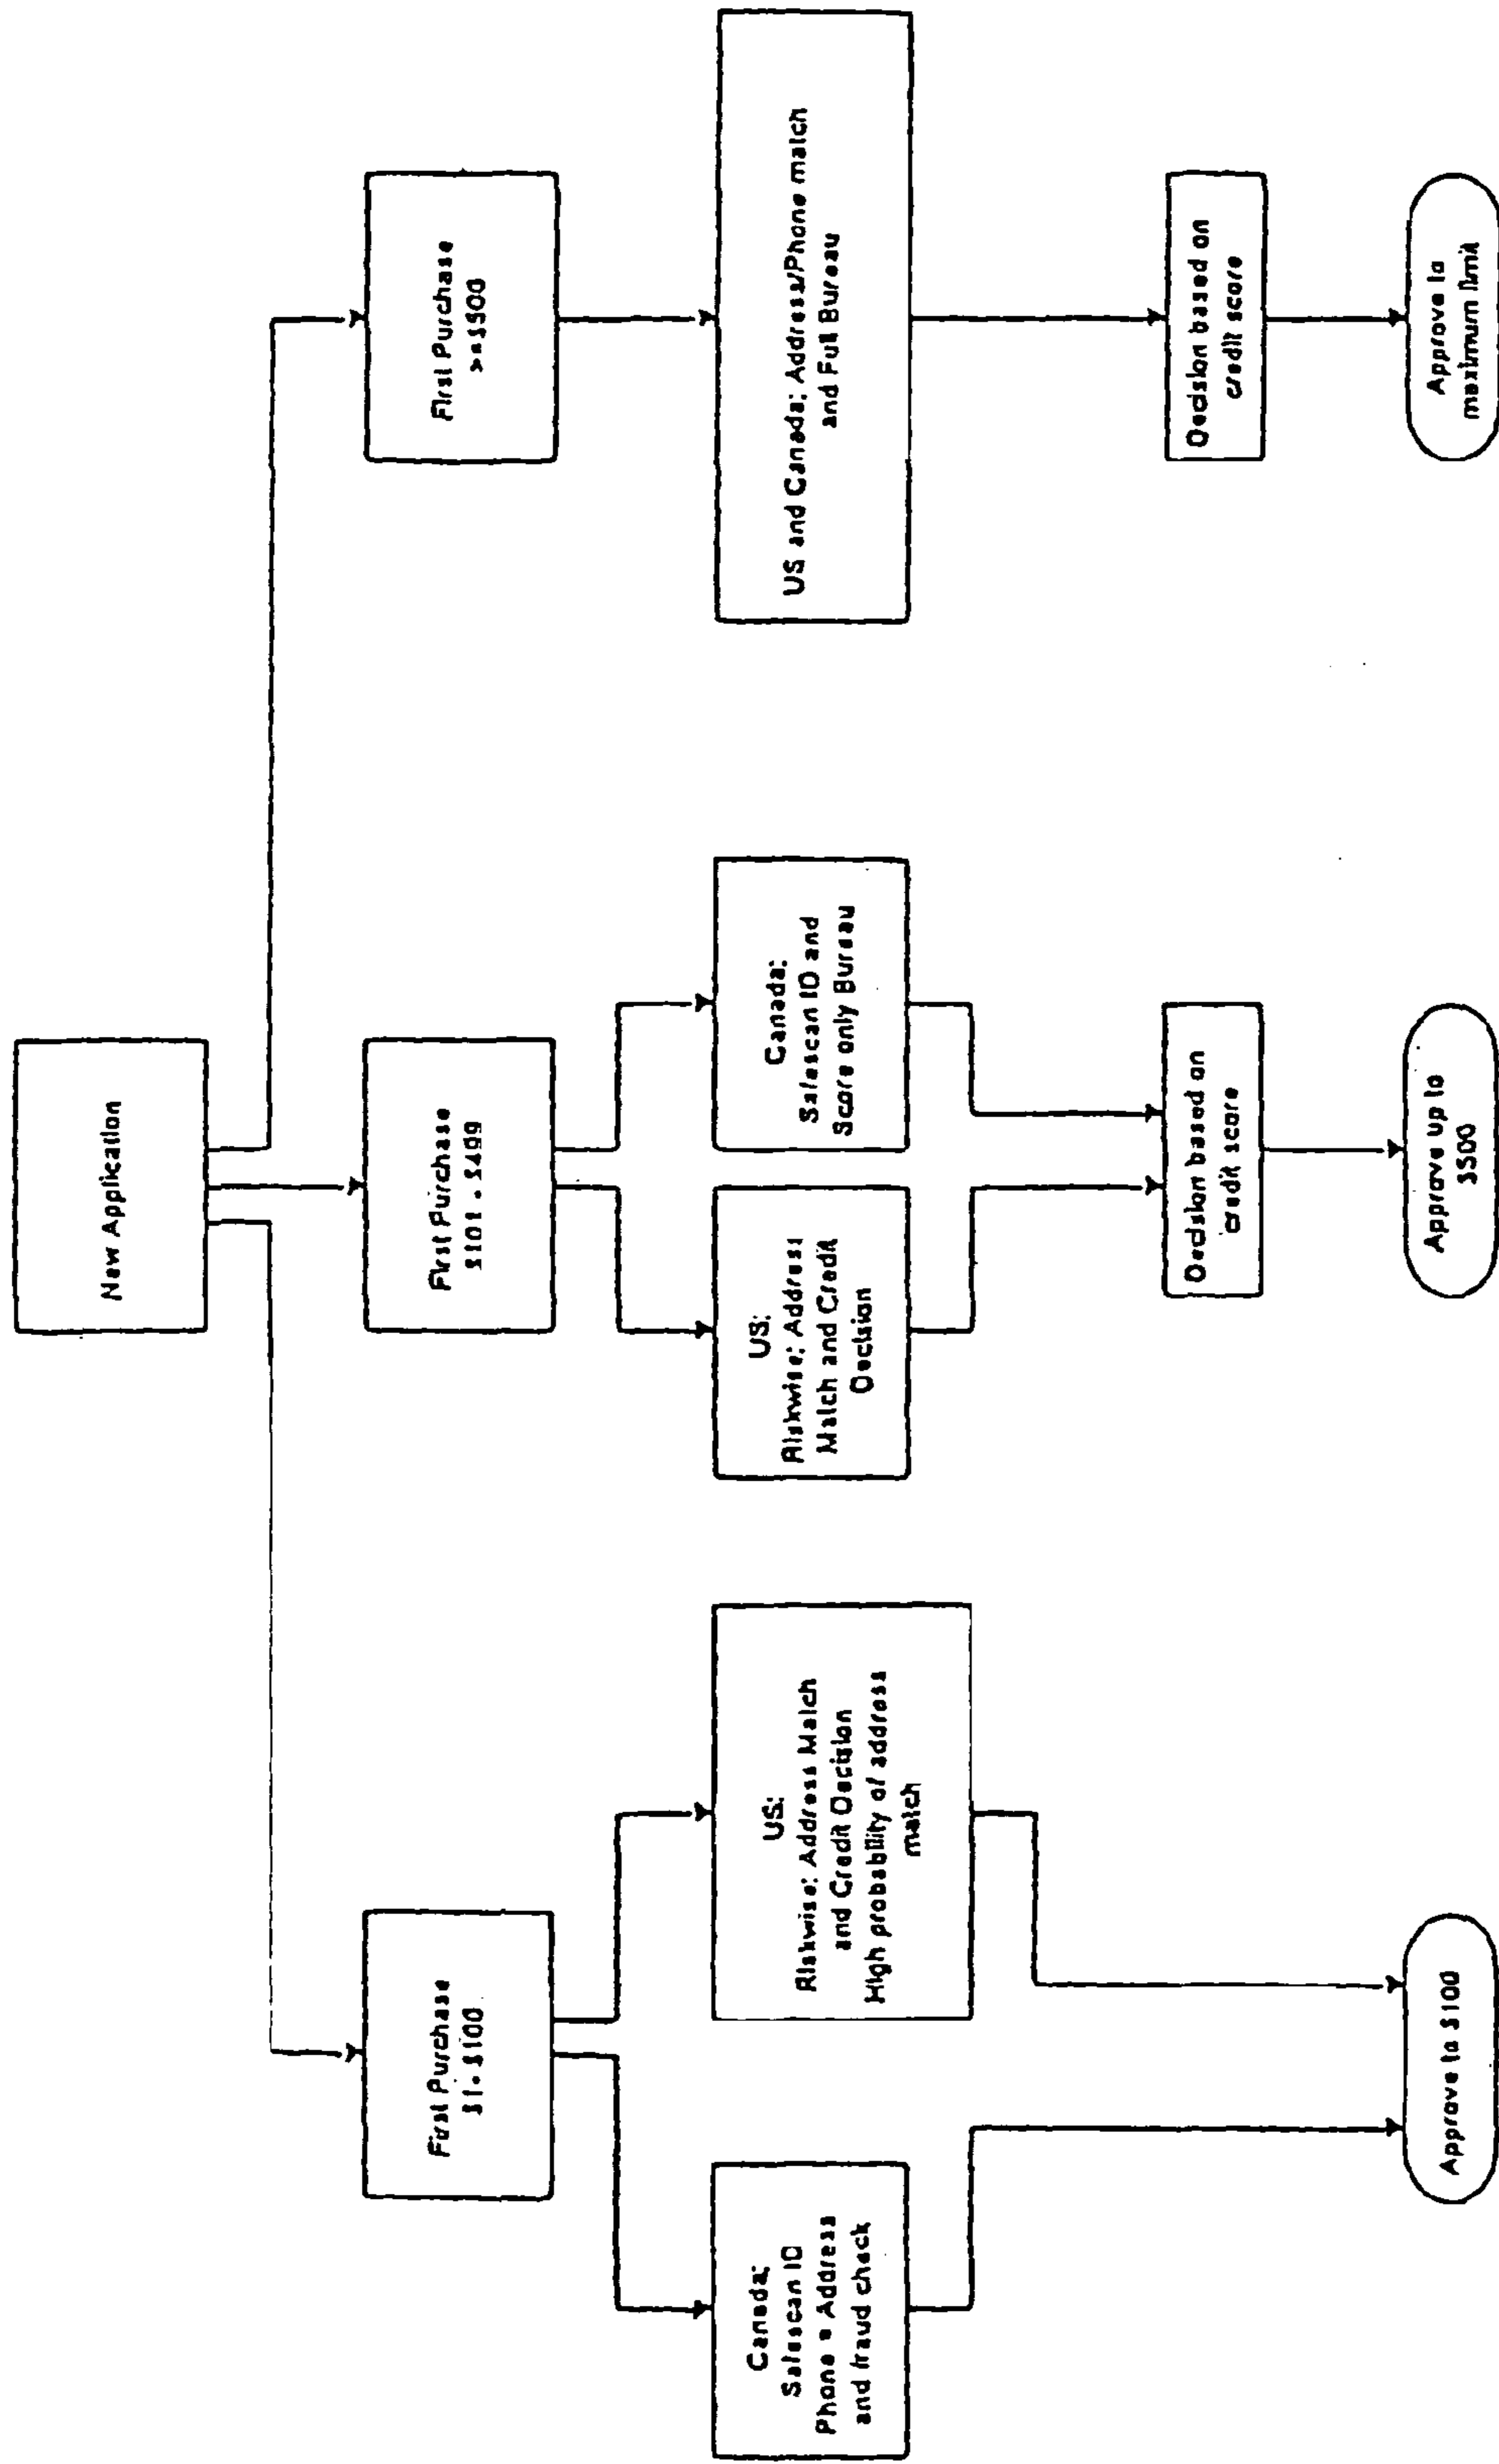 New Application
First Purchase
$1 - $100
First Purchase
$101 - $499
First Purchase
>=$500
Canada:
Salescan ID
Phone = Address
and fraud check
US:
Riskwise: Address Match
and Credit Decision
High probability of address
match
US:
Riskwise: Address
Match and Credit
Decision
Canada:
Salescan ID and
Score only Bureau
US and Canada: Address/Phone match
and Full Bureau
Decision based on
credit score
Decision based on
credit score
Approve to $100
Approve up to
$500
Approve to
maximum limit